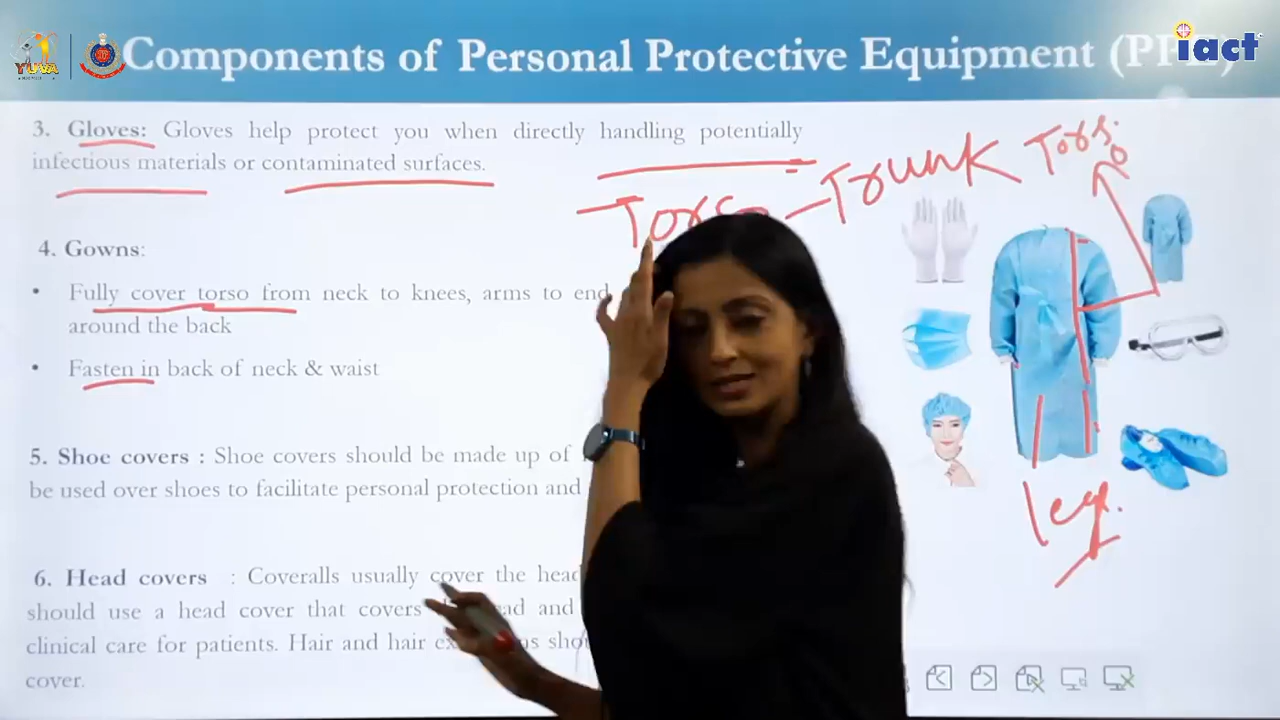 YUVA
Components of Personal Protective Equipment (PPE)
iact
3. Gloves: Gloves help protect you when directly handling potentially
infectious materials or contaminated surfaces.
Torso - Trunk Torso
4. Gowns:
• Fully cover torso from neck to knees, arms to end
around the back
• Fasten in back of neck & waist
5. Shoe covers : Shoe covers should be made up of
be used over shoes to facilitate personal protection and
leg.
6. Head covers : Coveralls usually cover the head
should use a head cover that covers and
clinical care for patients. Hair and hair
cover.